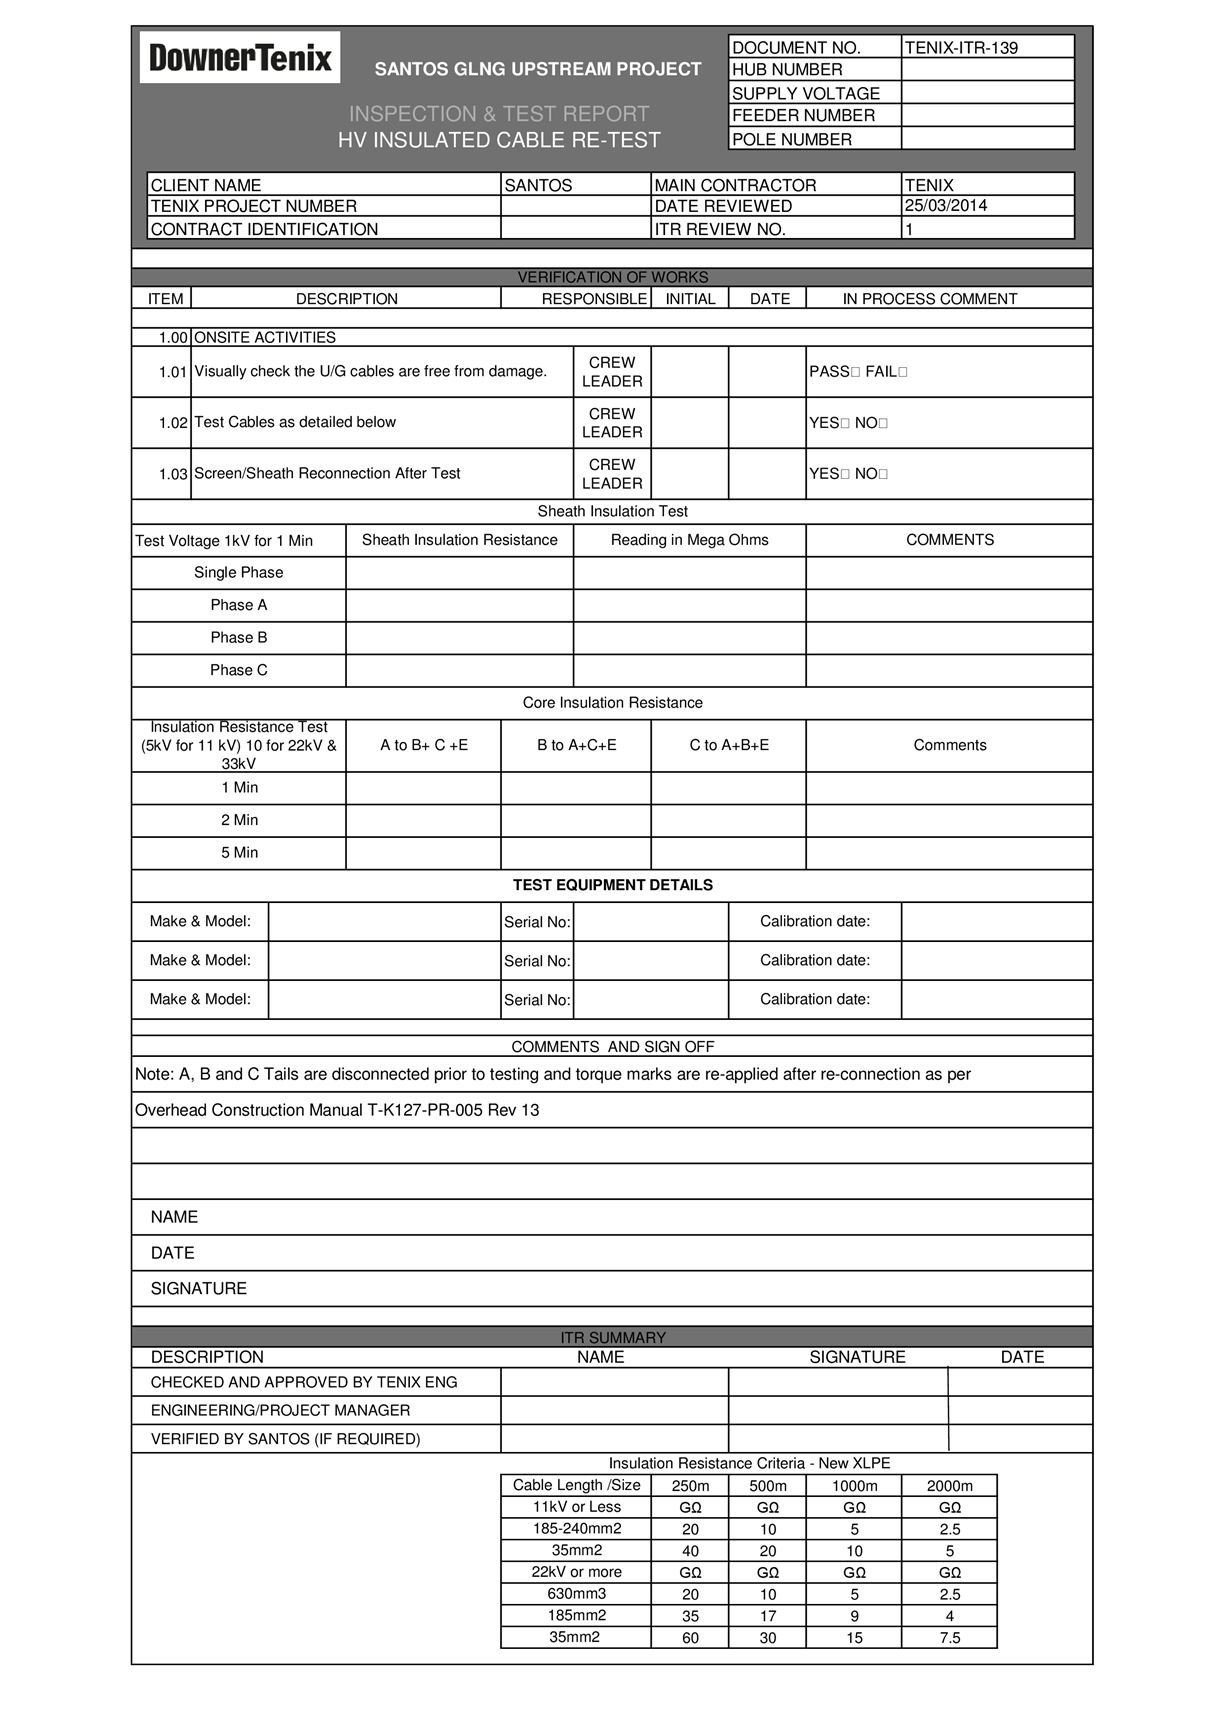 DownerTenix
SANTOS GLNG UPSTREAM PROJECT
INSPECTION & TEST REPORT
HV INSULATED CABLE RE-TEST
DOCUMENT NO. TENIX-ITR-139
HUB NUMBER
SUPPLY VOLTAGE
FEEDER NUMBER
POLE NUMBER
CLIENT NAME SANTOS MAIN CONTRACTOR TENIX
TENIX PROJECT NUMBER DATE REVIEWED 25/03/2014
CONTRACT IDENTIFICATION ITR REVIEW NO. 1
VERIFICATION OF WORKS
ITEM DESCRIPTION RESPONSIBLE INITIAL DATE IN PROCESS COMMENT
1.00 ONSITE ACTIVITIES
1.01 Visually check the U/G cables are free from damage. CREW LEADER PASS□ FAIL□
1.02 Test Cables as detailed below CREW LEADER YES□ NO□
1.03 Screen/Sheath Reconnection After Test CREW LEADER YES□ NO□
Sheath Insulation Test
Test Voltage 1kV for 1 Min Sheath Insulation Resistance Reading in Mega Ohms COMMENTS
Single Phase
Phase A
Phase B
Phase C
Core Insulation Resistance
Insulation Resistance Test
(5kV for 11 kV) 10 for 22kV & 33kV A to B+ C +E B to A+C+E C to A+B+E Comments
1 Min
2 Min
5 Min
TEST EQUIPMENT DETAILS
Make & Model: Serial No: Calibration date:
Make & Model: Serial No: Calibration date:
Make & Model: Serial No: Calibration date:
COMMENTS AND SIGN OFF
Note: A, B and C Tails are disconnected prior to testing and torque marks are re-applied after re-connection as per
Overhead Construction Manual T-K127-PR-005 Rev 13
NAME
DATE
SIGNATURE
ITR SUMMARY
DESCRIPTION NAME SIGNATURE DATE
CHECKED AND APPROVED BY TENIX ENG
ENGINEERING/PROJECT MANAGER
VERIFIED BY SANTOS (IF REQUIRED)
Insulation Resistance Criteria - New XLPE
Cable Length /Size 250m 500m 1000m 2000m
11kV or Less GΩ GΩ GΩ GΩ
185-240mm2 20 10 5 2.5
35mm2 40 20 10 5
22kV or more GΩ GΩ GΩ GΩ
630mm3 20 10 5 2.5
185mm2 35 17 9 4
35mm2 60 30 15 7.5